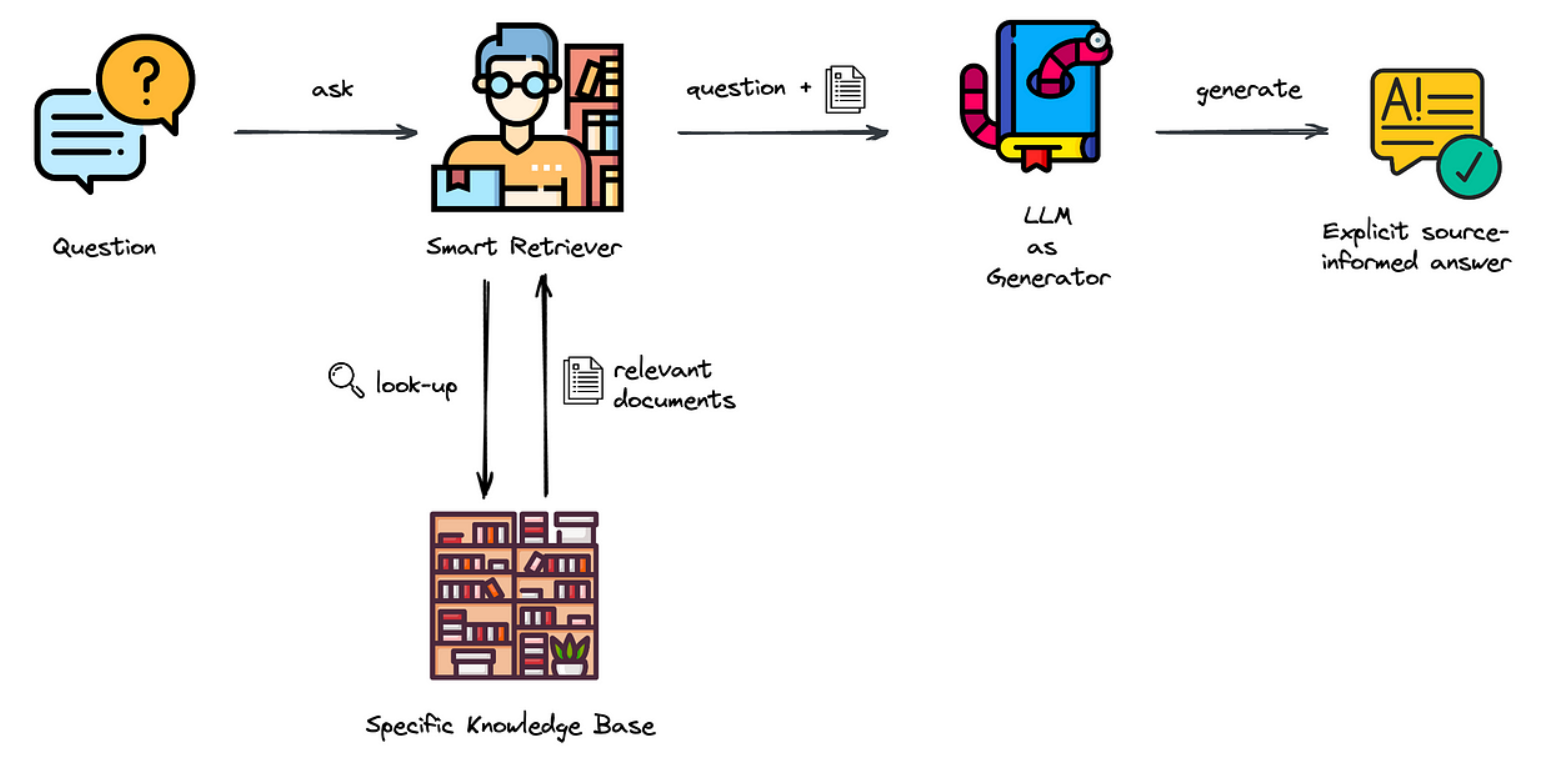 ask
question +
generate
?
A!
Question
Smart Retriever
LLM
as
Generator
Explicit source-
informed answer
look-up
relevant
documents
Specific Knowledge Base